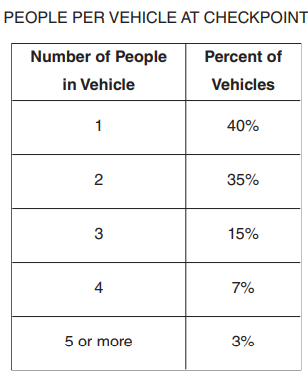 PEOPLE PER VEHICLE AT CHECKPOINT
Number of People in Vehicle Percent of Vehicles
1 40%
2 35%
3 15%
4 7%
5 or more 3%